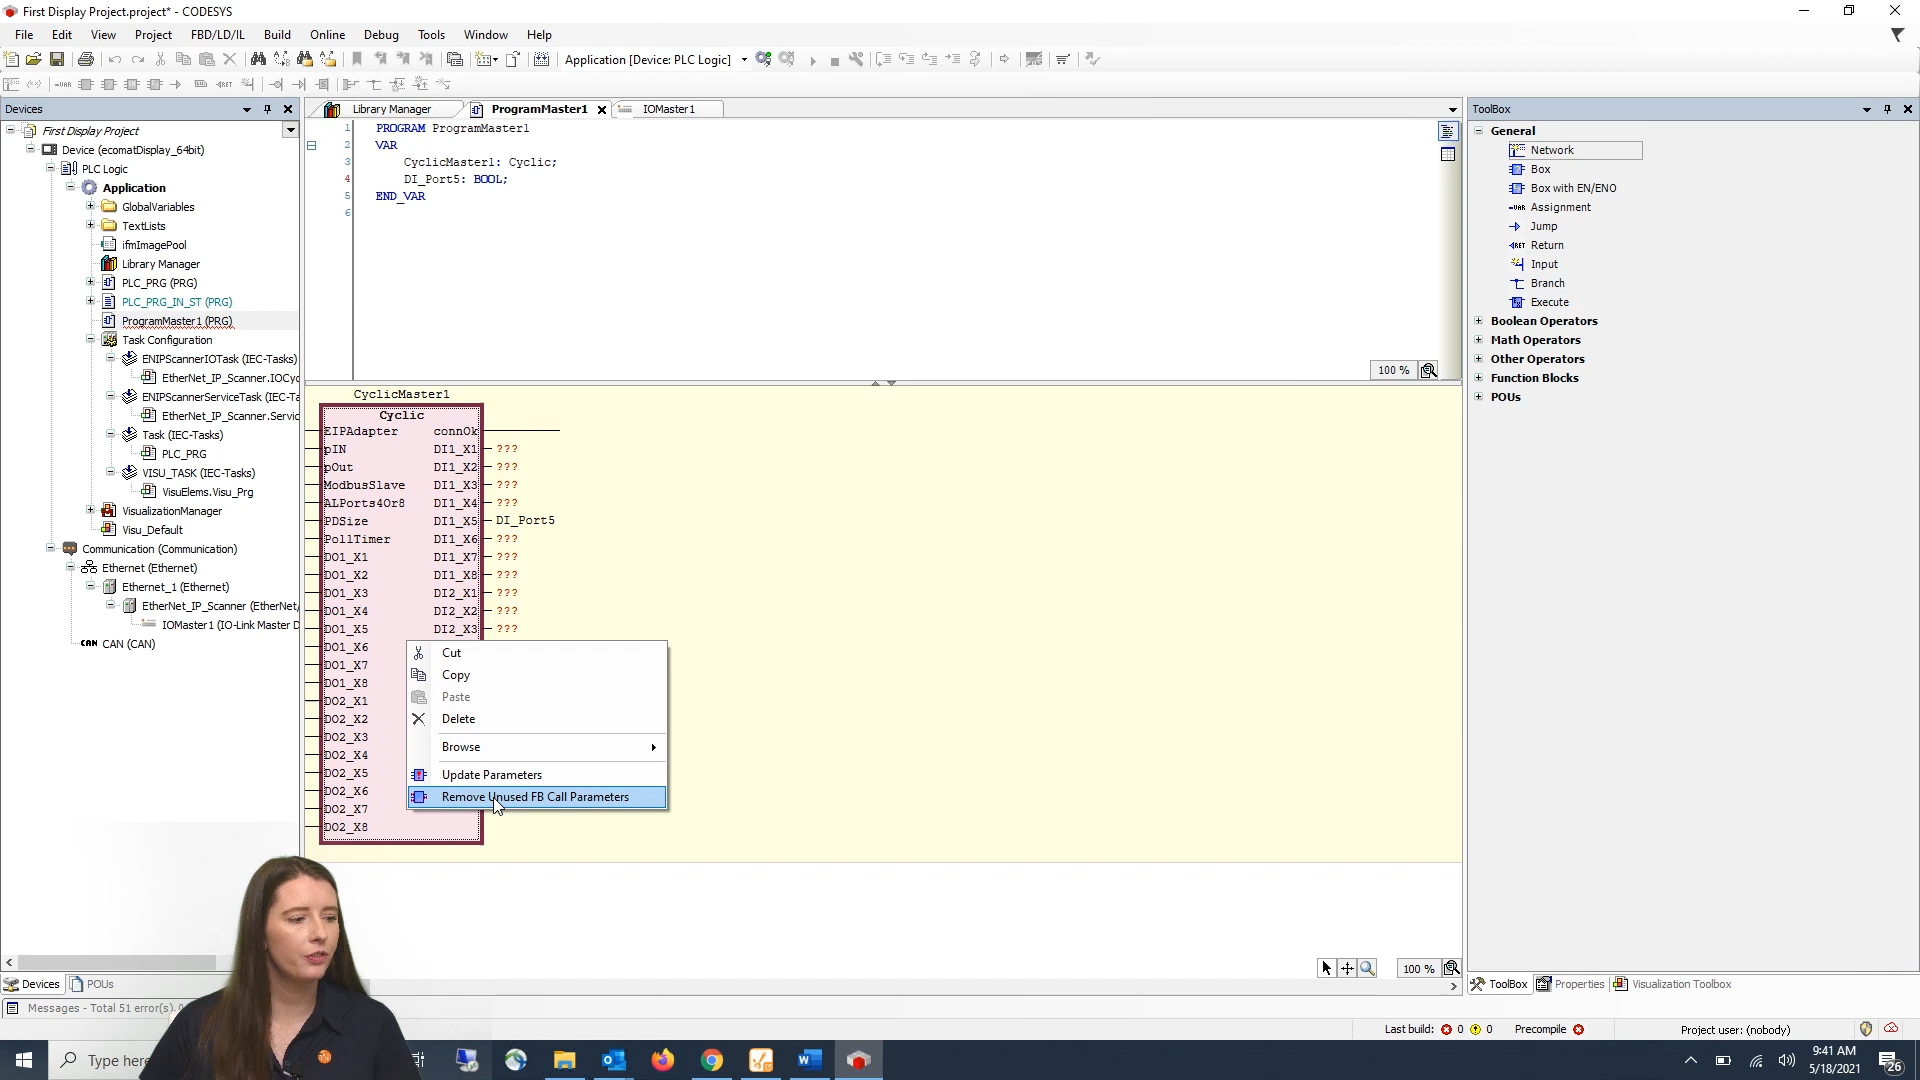 First Display Project.project* - CODESYS
File Edit View Project FBD/LD/IL Build Online Debug Tools Window Help
Application [Device: PLC Logic]
Devices
First Display Project
Device (ecomatDisplay_64bit)
PLC Logic
Application
GlobalVariables
TextLists
ifmImagePool
Library Manager
PLC_PRG (PRG)
PLC_PRG_IN_ST (PRG)
ProgramMaster1 (PRG)
Task Configuration
ENIPScannerIOTask (IEC-Tasks)
EtherNet_IP_Scanner.IOCyc
ENIPScannerServiceTask (IEC-Ta
EtherNet_IP_Scanner.Servic
Task (IEC-Tasks)
PLC_PRG
VISU_TASK (IEC-Tasks)
VisuElems.Visu_Prg
VisualizationManager
Visu_Default
Communication (Communication)
Ethernet (Ethernet)
Ethernet_1 (Ethernet)
EtherNet_IP_Scanner (EtherNet/
IOMaster1 (IO-Link Master D
CAN CAN (CAN)
Devices POUs
Messages - Total 51 error(s)
Library Manager ProgramMaster1 IOMaster1
1 PROGRAM ProgramMaster1
2 VAR
3 CyclicMaster1: Cyclic;
4 DI_Port5: BOOL;
5 END_VAR
6
100 %
CyclicMaster1
Cyclic
EIPAdapter connOk
pIN DI1_X1 ???
pOut DI1_X2 ???
ModbusSlave DI1_X3 ???
ALPorts4Or8 DI1_X4 ???
PDSize DI1_X5 DI_Port5
PollTimer DI1_X6 ???
DO1_X1 DI1_X7 ???
DO1_X2 DI1_X8 ???
DO1_X3 DI2_X1 ???
DO1_X4 DI2_X2 ???
DO1_X5 DI2_X3 ???
DO1_X6
DO1_X7
DO1_X8
DO2_X1
DO2_X2
DO2_X3
DO2_X4
DO2_X5
DO2_X6
DO2_X7
DO2_X8
Cut
Copy
Paste
Delete
Browse
Update Parameters
Remove Unused FB Call Parameters
100 %
ToolBox
General
Network
Box
Box with EN/ENO
VAR Assignment
Jump
RET Return
Input
Branch
Execute
Boolean Operators
Math Operators
Other Operators
Function Blocks
POUs
ToolBox Properties Visualization Toolbox
Last build: 0 0 Precompile Project user: (nobody)
Type here
9:41 AM
5/18/2021
26